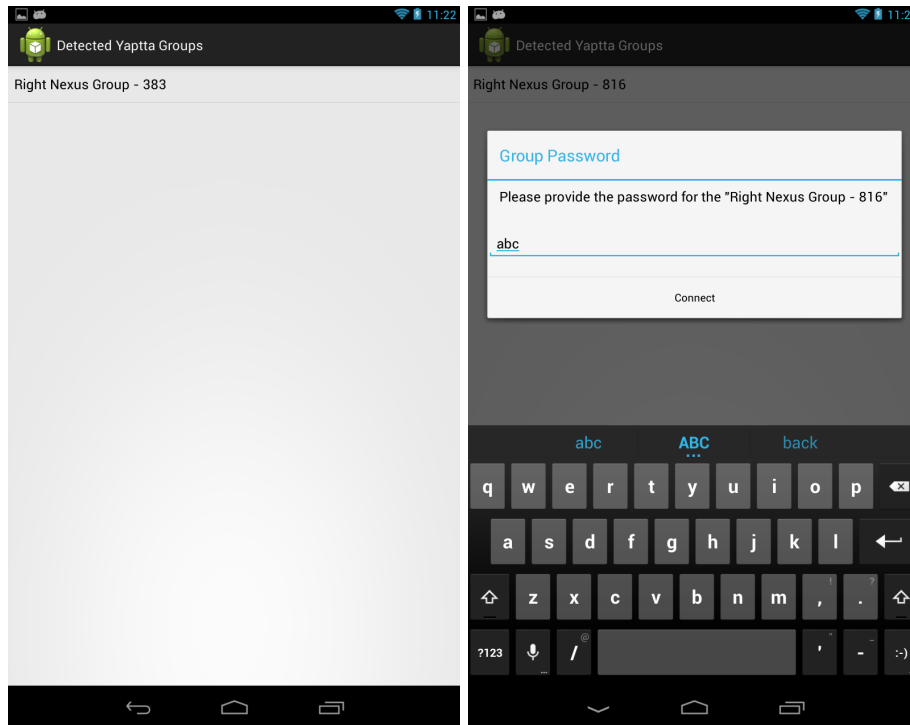 11:22
Detected Yaptta Groups
Right Nexus Group - 383
11:2
Detected Yaptta Groups
Right Nexus Group - 816
Group Password
Please provide the password for the "Right Nexus Group - 816"
abc
Connect
abc ABC back
q w e r t y u i o p
a s d f g h j k l
z x c v b n m , ! . ?
?123 / @ ' " - _ :-)